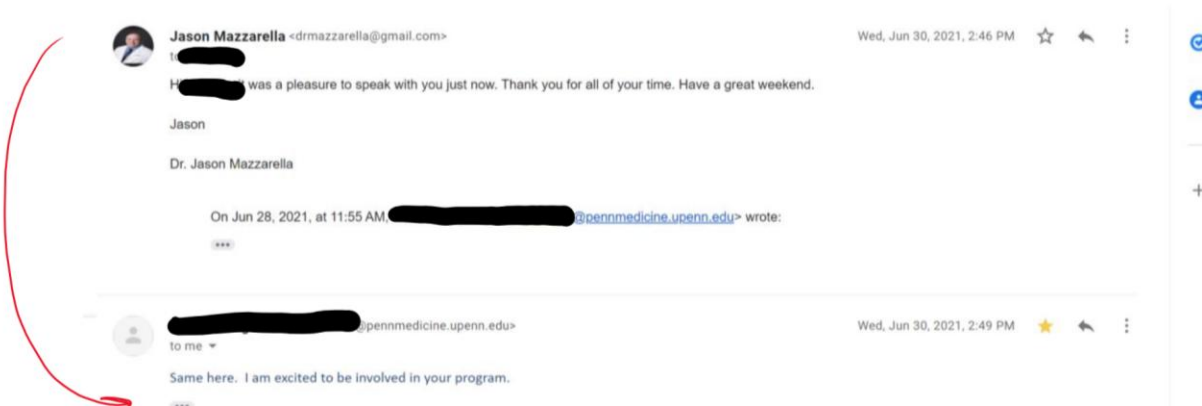 Jason Mazzarella <drmazzarella@gmail.com> Wed, Jun 30, 2021, 2:46 PM
to
H was a pleasure to speak with you just now. Thank you for all of your time. Have a great weekend.
Jason
Dr. Jason Mazzarella
On Jun 28, 2021, at 11:55 AM, @pennmedicine.upenn.edu> wrote:
@pennmedicine.upenn.edu> Wed, Jun 30, 2021, 2:49 PM
to me
Same here. I am excited to be involved in your program.